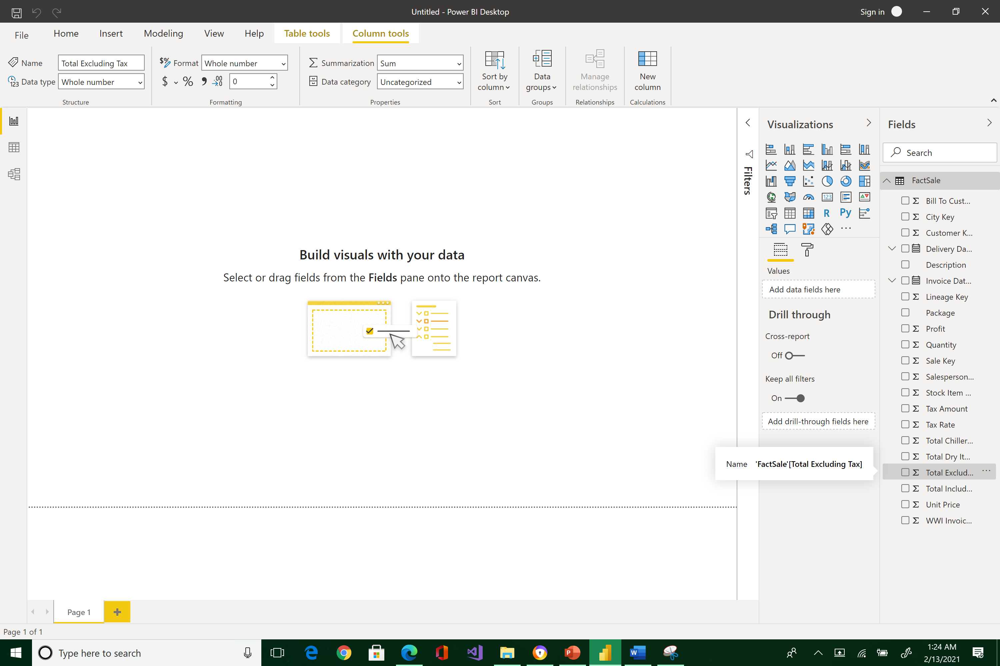 Untitled - Power BI Desktop
Sign in
File
Home
Insert
Modeling
View
Help
Table tools
Column tools
Name
Total Excluding Tax
Data type
Whole number
Structure
Format
Whole number
$
%
,
.00
0
Formatting
Summarization
Sum
Data category
Uncategorized
Properties
Sort by
column
Sort
Data
groups
Groups
Manage
relationships
Relationships
New
column
Calculations
Build visuals with your data
Select or drag fields from the Fields pane onto the report canvas.
Filters
Visualizations
123
R
Py
...
Values
Add data fields here
Drill through
Cross-report
Off
Keep all filters
On
Add drill-through fields here
Name 'FactSale'[Total Excluding Tax]
Fields
Search
FactSale
Bill To Cust...
City Key
Customer K...
Delivery Da...
Description
Invoice Dat...
Lineage Key
Package
Profit
Quantity
Sale Key
Salesperson...
Stock Item ...
Tax Amount
Tax Rate
Total Chiller...
Total Dry It...
Total Exclud... ...
Total Includ...
Unit Price
WWI Invoic...
Page 1
Page 1 of 1
Type here to search
1:24 AM
2/13/2021